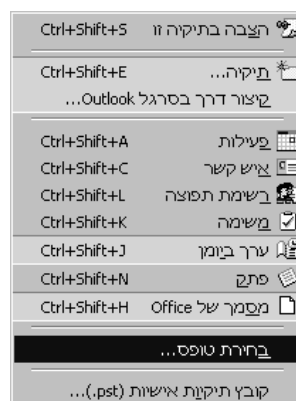 הצבה בתיקיה זו Ctrl+Shift+S
תיקיה... Ctrl+Shift+E
קיצור דרך בסרגל Outlook...
פעילות Ctrl+Shift+A
איש קשר Ctrl+Shift+C
רשימת תפוצה Ctrl+Shift+L
משימה Ctrl+Shift+K
ערך ביומן Ctrl+Shift+J
פתק Ctrl+Shift+N
מסמך של Office Ctrl+Shift+H
בחירת טופס...
קובץ תיקיות אישיות (pst.)...